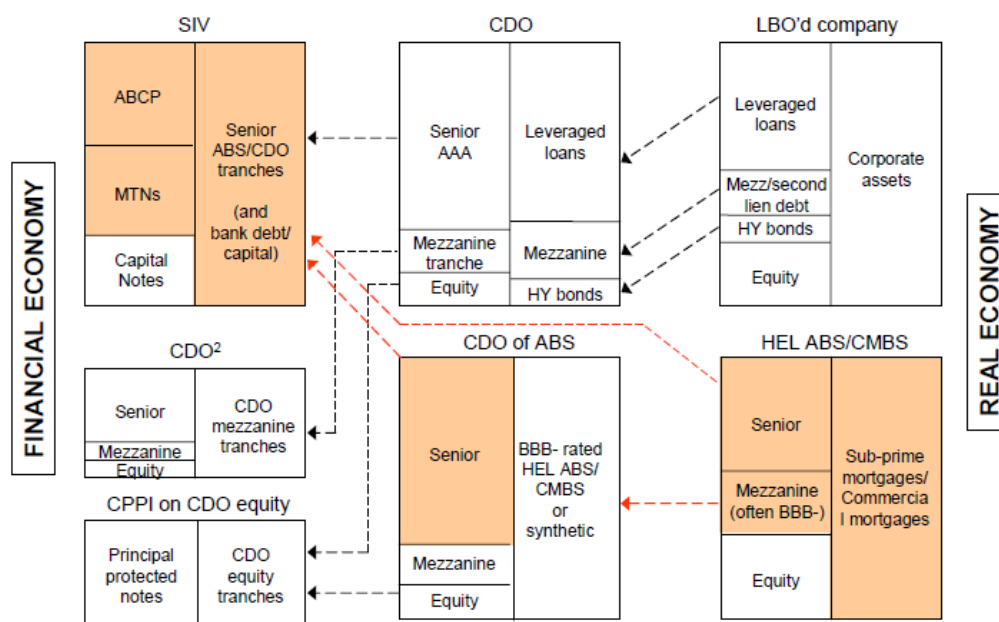 SIV
CDO
LBO'd company
FINANCIAL ECONOMY
ABCP
MTNs
Capital
Notes
Senior
ABS/CDO
tranches
(and
bank debt/
capital)
Senior
AAA
Mezzanine
tranche
Equity
Leveraged
loans
Mezzanine
HY bonds
Leveraged
loans
Mezz/second
lien debt
HY bonds
Equity
Corporate
assets
REAL ECONOMY
CDO²
CDO of ABS
HEL ABS/CMBS
Senior
Mezzanine
Equity
CDO
mezzanine
tranches
CPPI on CDO equity
Principal
protected
notes
CDO
equity
tranches
Senior
Mezzanine
Equity
BBB- rated
HEL ABS/
CMBS
or
synthetic
Senior
Mezzanine
(often BBB-)
Equity
Sub-prime
mortgages/
Commercia
l mortgages